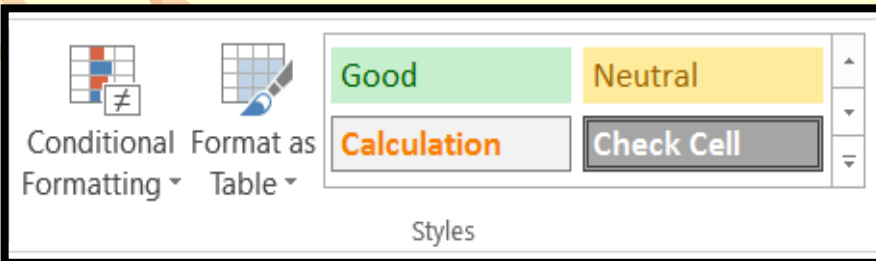 Conditional
Formatting
Format as
Table
Good
Neutral
Calculation
Check Cell
Styles